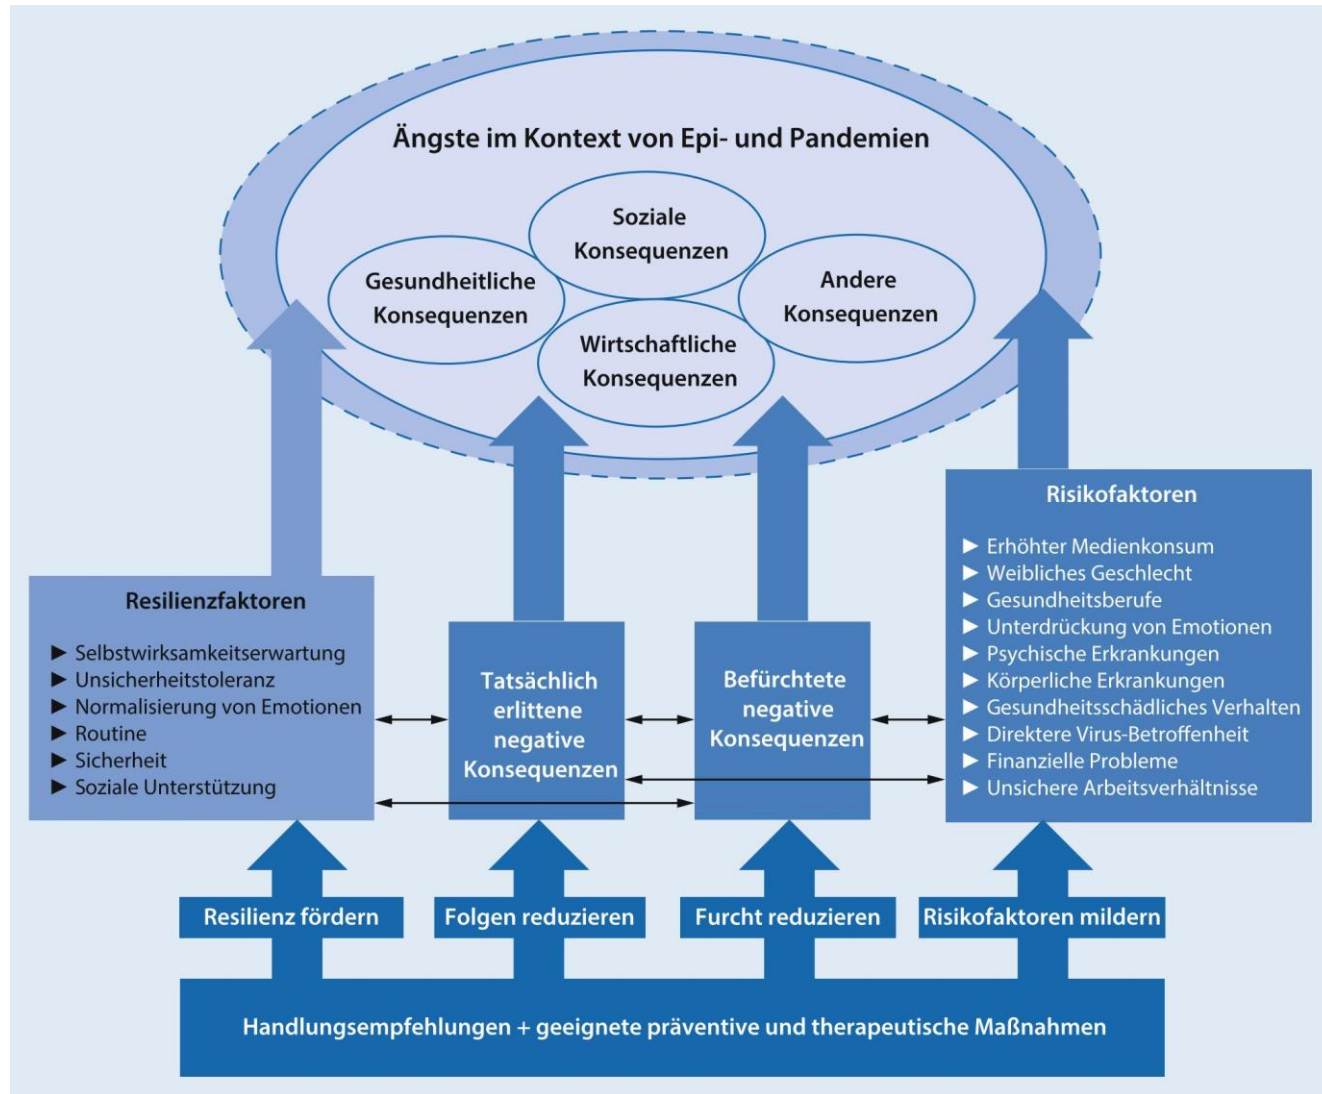 Ängste im Kontext von Epi- und Pandemien
Soziale
Konsequenzen
Gesundheitliche
Konsequenzen
Andere
Konsequenzen
Wirtschaftliche
Konsequenzen
Resilienzfaktoren
► Selbstwirksamkeitserwartung
► Unsicherheitstoleranz
► Normalisierung von Emotionen
► Routine
► Sicherheit
► Soziale Unterstützung
Tatsächlich
erlittene
negative
Konsequenzen
Befürchtete
negative
Konsequenzen
Risikofaktoren
► Erhöhter Medienkonsum
► Weibliches Geschlecht
► Gesundheitsberufe
► Unterdrückung von Emotionen
► Psychische Erkrankungen
► Körperliche Erkrankungen
► Gesundheitsschädliches Verhalten
► Direktere Virus-Betroffenheit
► Finanzielle Probleme
► Unsichere Arbeitsverhältnisse
Resilienz fördern
Folgen reduzieren
Furcht reduzieren
Risikofaktoren mildern
Handlungsempfehlungen + geeignete präventive und therapeutische Maßnahmen